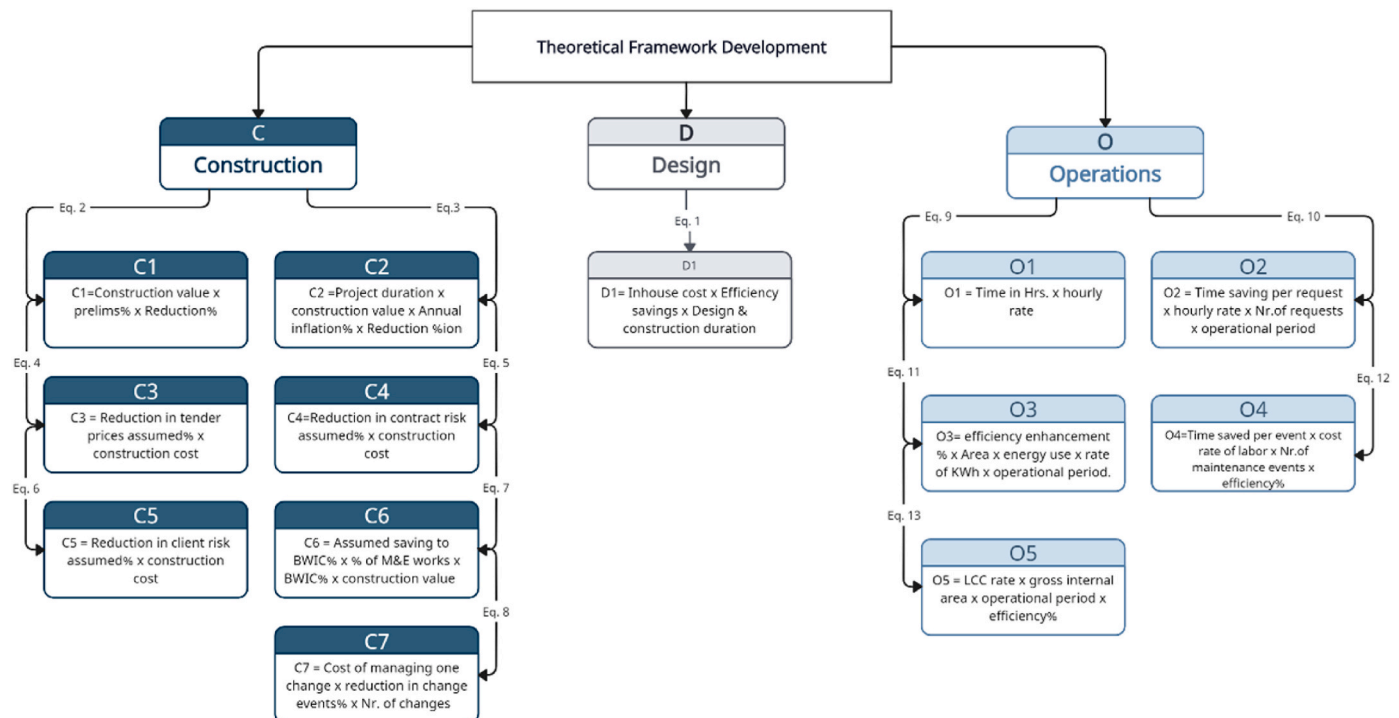 Theoretical Framework Development
C
Construction
D
Design
O
Operations
Eq. 2
Eq.3
Eq. 1
Eq. 9
Eq. 10
C1
C1=Construction value x
prelims% x Reduction%
C2
C2 =Project duration x
construction value x Annual
inflation% x Reduction %ion
D1
D1= Inhouse cost x Efficiency
savings x Design &
construction duration
O1
O1 = Time in Hrs. x hourly
rate
O2
O2 = Time saving per request
x hourly rate x Nr.of requests
x operational period
Eq. 4
Eq. 5
Eq. 11
Eq. 12
C3
C3 = Reduction in tender
prices assumed% x
construction cost
C4
C4=Reduction in contract risk
assumed% x construction
cost
O3
O3= efficiency enhancement
% x Area x energy use x rate
of KWh x operational period.
O4
O4=Time saved per event x cost
rate of labor x Nr.of
maintenance events x
efficiency%
Eq. 6
Eq. 7
Eq. 13
C5
C5 = Reduction in client risk
assumed% x construction
cost
C6
C6 = Assumed saving to
BWIC% x % of M&E works x
BWIC% x construction value
O5
O5 = LCC rate x gross internal
area x operational period x
efficiency%
Eq. 8
C7
C7 = Cost of managing one
change x reduction in change
events% x Nr. of changes